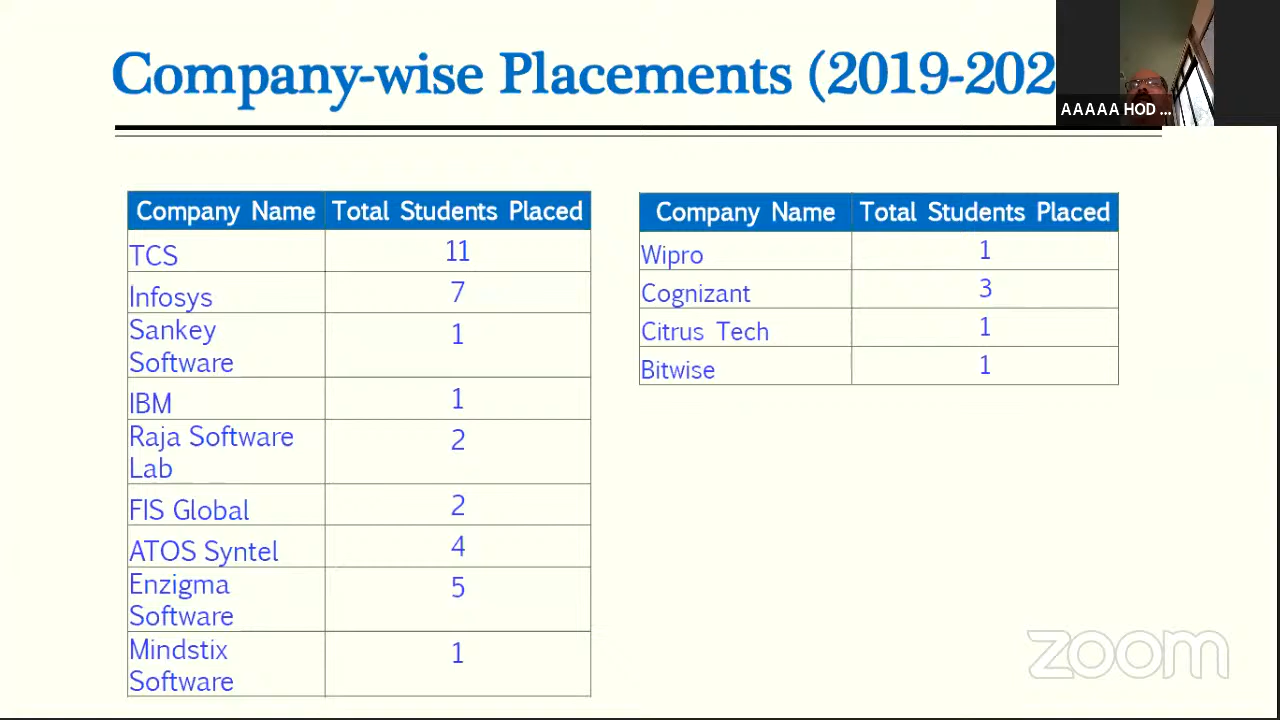 Company-wise Placements (2019-202
AAAAA HOD ...
Company Name Total Students Placed
TCS 11
Infosys 7
Sankey
Software 1
IBM 1
Raja Software
Lab 2
FIS Global 2
ATOS Syntel 4
Enzigma
Software 5
Mindstix
Software 1
Company Name Total Students Placed
Wipro 1
Cognizant 3
Citrus Tech 1
Bitwise 1
zoom